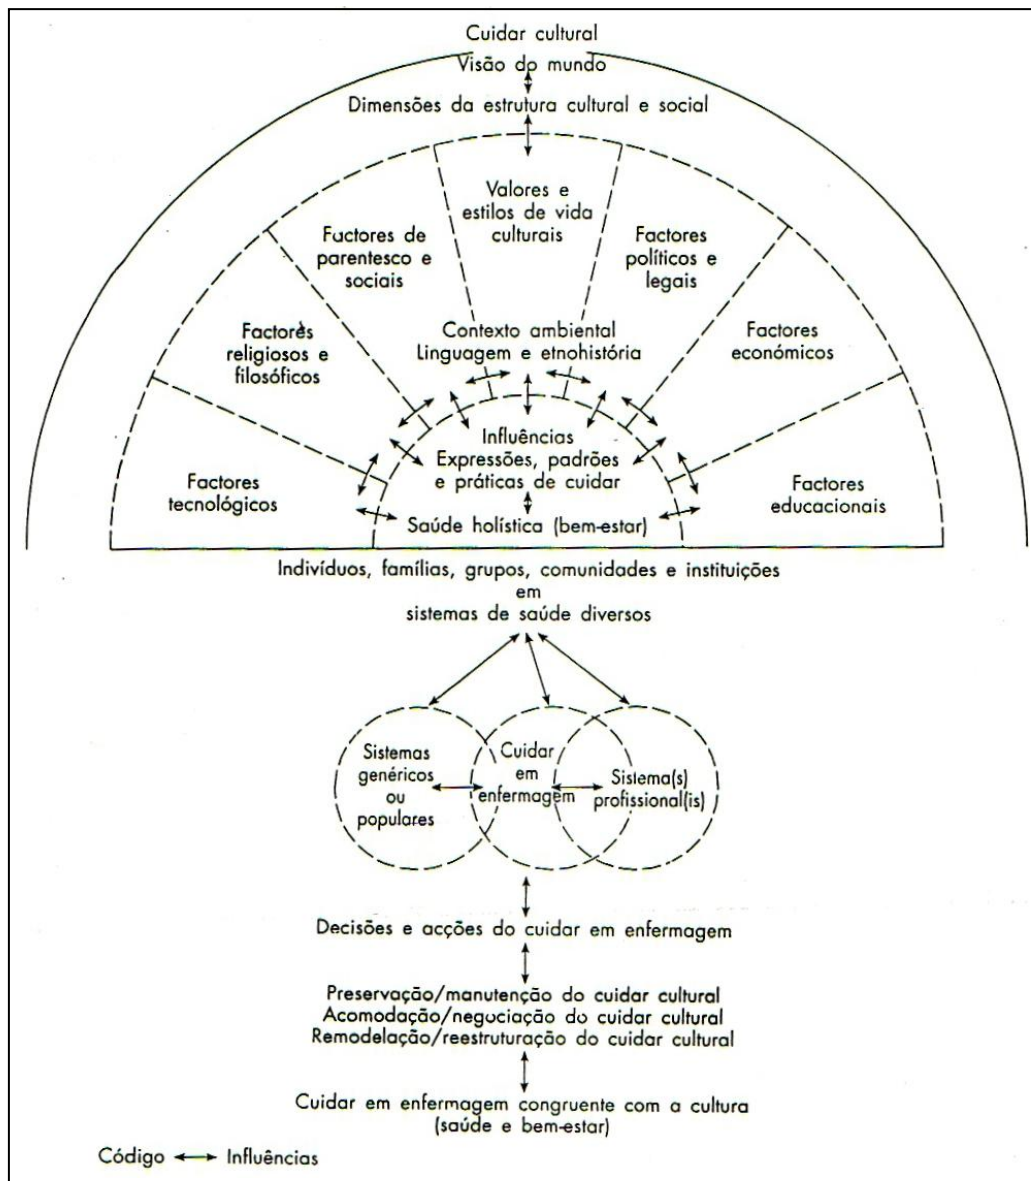 Cuidar cultural
Visão do mundo
Dimensões da estrutura cultural e social
Valores e
estilos de vida
culturais
Fuctores de
parentesco e
sociais
Factores
políticos e
legais
Factores
religiosos e
filosóficos
Contexto ambiental
Linguagem e etnohistória
Factores
económicos
Influências
Expressões, padrões
e práticas de cuidar
Factores
tecnológicos
Saúde holística (bem-estar)
Factores
educacionais
Indivíduos, famílias, grupos, comunidades e instituições
em
sistemas de saúde diversos
Sistemas
genéricos
ou
populares
Cuidar
em
enfermagem
Sistema(s)
profissional(is)
Decisões e acções do cuidar em enfermagem
Preservação/manutenção do cuidar cultural
Acomodação/negociação do cuidar cultural
Remodelação/reestruturação do cuidar cultural
Cuidar em enfermagem congruente com a cultura
(saúde e bem-estar)
Código ⟷ Influências